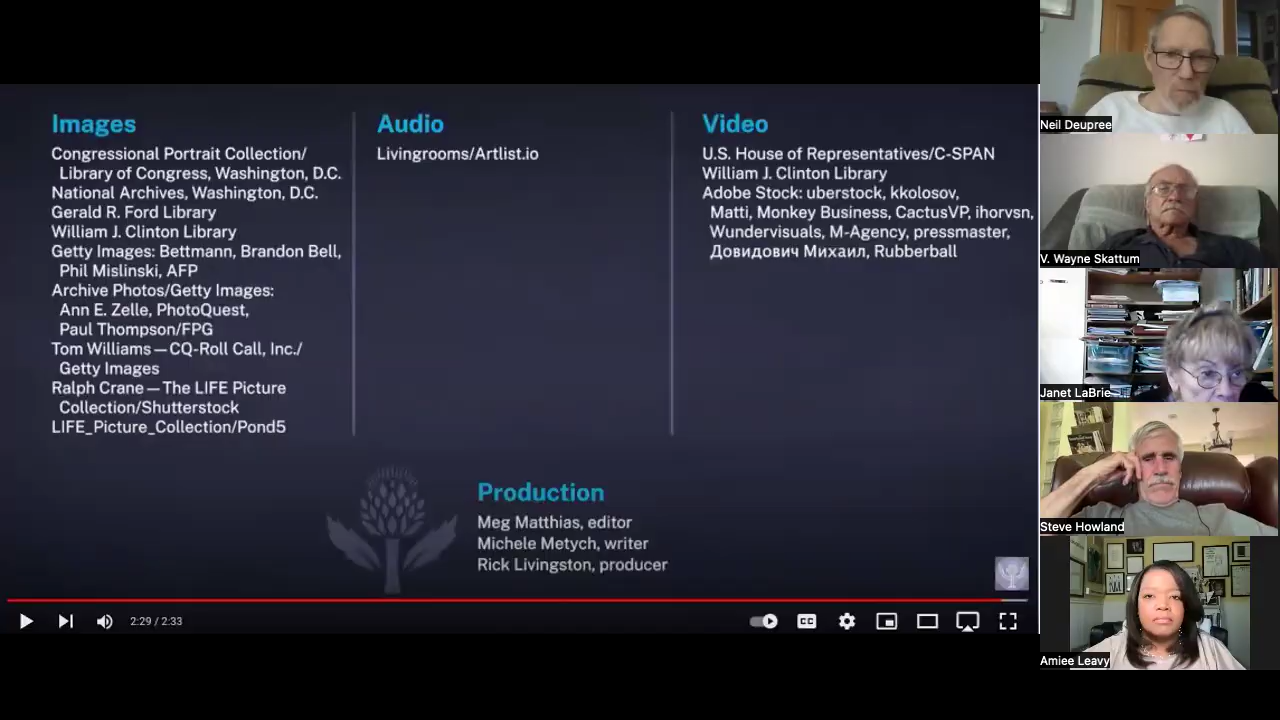 Images
Congressional Portrait Collection/
Library of Congress, Washington, D.C.
National Archives, Washington, D.C.
Gerald R. Ford Library
William J. Clinton Library
Getty Images: Bettmann, Brandon Bell,
Phil Mislinski, AFP
Archive Photos/Getty Images:
Ann E. Zelle, PhotoQuest,
Paul Thompson/FPG
Tom Williams—CQ-Roll Call, Inc./
Getty Images
Ralph Crane—The LIFE Picture
Collection/Shutterstock
LIFE_Picture_Collection/Pond5
Audio
Livingrooms/Artlist.io
Video
U.S. House of Representatives/C-SPAN
William J. Clinton Library
Adobe Stock: uberstock, kkolosov,
Matti, Monkey Business, CactusVP, ihorvsn,
Wundervisuals, M-Agency, pressmaster,
Довидович Михаил, Rubberball
Production
Meg Matthias, editor
Michele Metych, writer
Rick Livingston, producer
2:29 / 2:33
CC
Neil Deupree
V. Wayne Skattum
Janet LaBrie
Steve Howland
Amiee Leavy